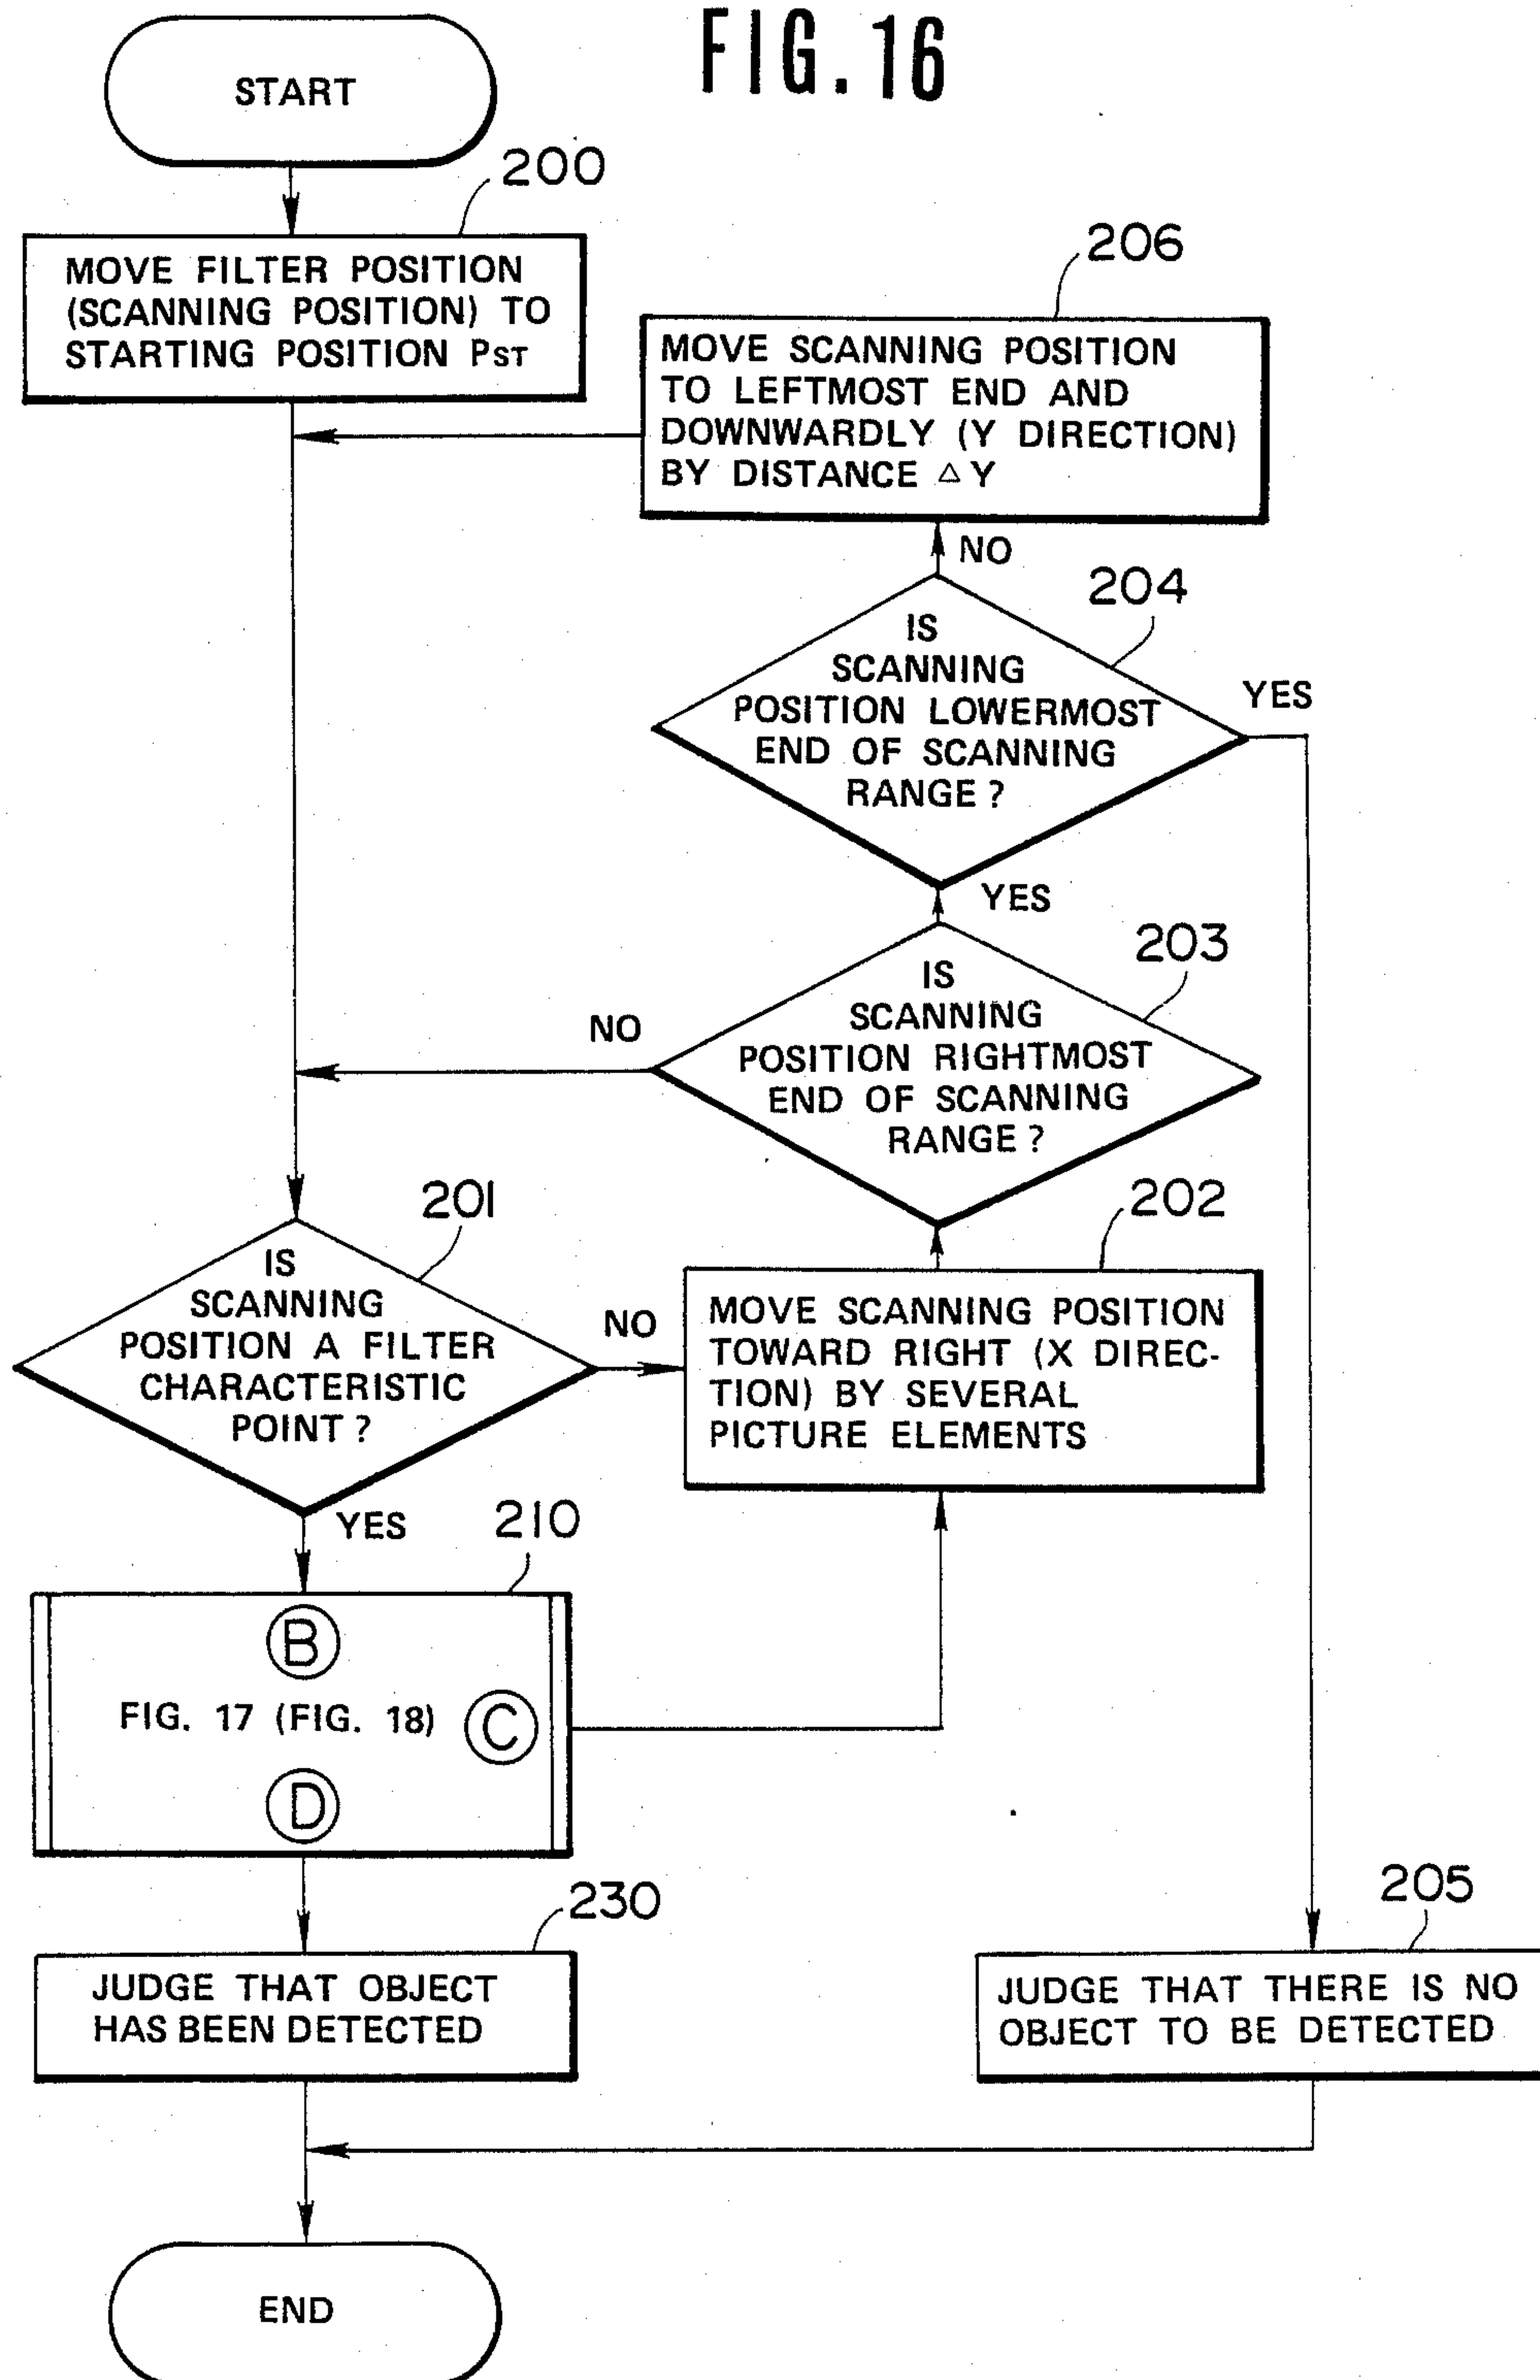 FIG. 16
START
200
MOVE FILTER POSITION
(SCANNING POSITION) TO
STARTING POSITION PST
206
MOVE SCANNING POSITION
TO LEFTMOST END AND
DOWNWARDLY (Y DIRECTION)
BY DISTANCE △Y
NO
204
IS
SCANNING
POSITION LOWERMOST
END OF SCANNING
RANGE?
YES
YES
203
IS
SCANNING
POSITION RIGHTMOST
END OF SCANNING
RANGE?
NO
201
IS
SCANNING
POSITION A FILTER
CHARACTERISTIC
POINT?
NO
202
MOVE SCANNING POSITION
TOWARD RIGHT (X DIREC-
TION) BY SEVERAL
PICTURE ELEMENTS
YES
210
B
FIG. 17 (FIG. 18)
C
D
230
JUDGE THAT OBJECT
HAS BEEN DETECTED
205
JUDGE THAT THERE IS NO
OBJECT TO BE DETECTED
END